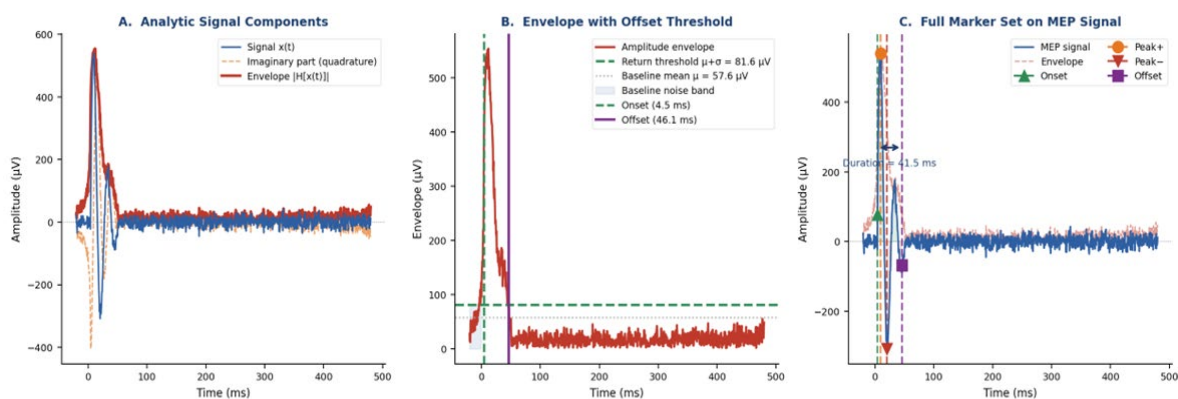 A.  Analytic Signal Components
Signal x(t)
Imaginary part (quadrature)
Envelope |H[x(t)]|
Amplitude (µV)
600
400
200
0
−200
−400
0
100
200
300
400
500
Time (ms)
B.  Envelope with Offset Threshold
Amplitude envelope
Return threshold µ+σ = 81.6 µV
Baseline mean µ = 57.6 µV
Baseline noise band
Onset (4.5 ms)
Offset (46.1 ms)
Envelope (µV)
500
400
300
200
100
0
0
100
200
300
400
500
Time (ms)
C.  Full Marker Set on MEP Signal
MEP signal
Envelope
Onset
Peak+
Peak−
Offset
Duration = 41.5 ms
Amplitude (µV)
400
200
0
−200
0
100
200
300
400
500
Time (ms)